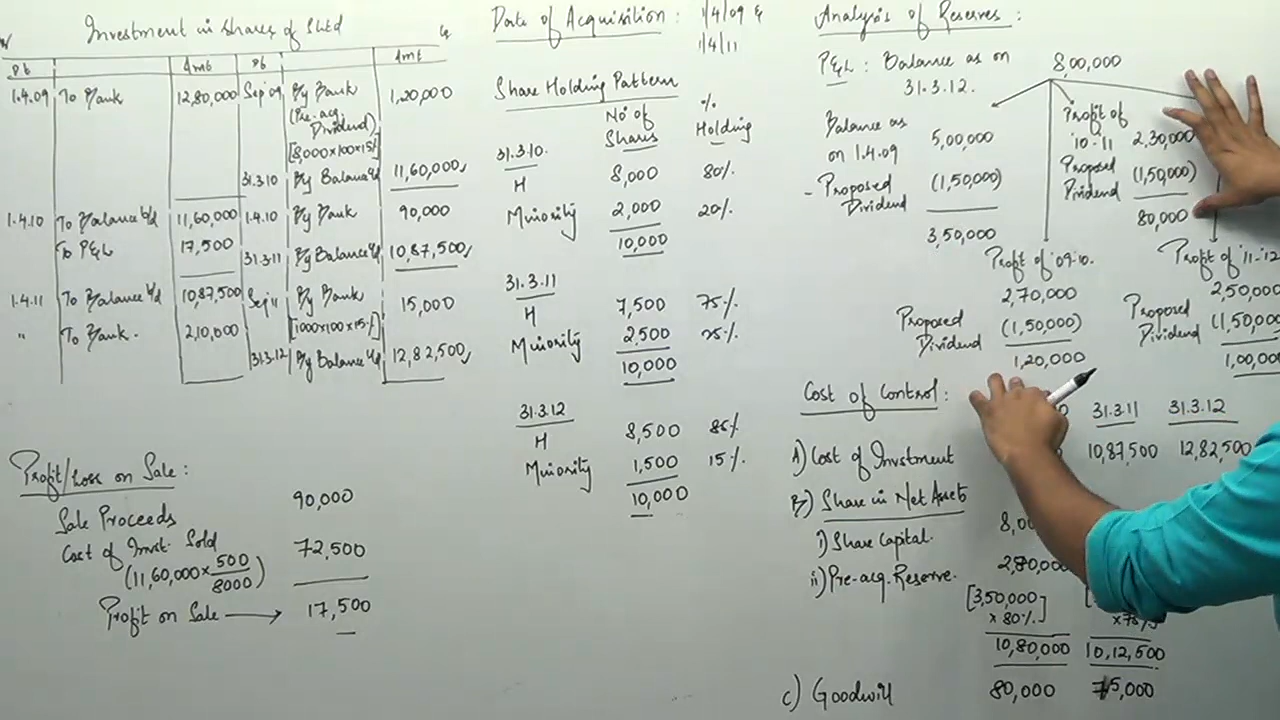 Investment in Shares of S Ltd
Dt Amt Dt Amt
1.4.09 To Bank 12,80,000 Sep 09 By Bank 1,20,000
(Pre-acq.
Dividend)
[8,000x100x15%]
31.3.10 By Balance c/d 11,60,000
1.4.10 To Balance b/d 11,60,000 1.4.10 By Bank 90,000
To P&L 17,500
31.3.11 By Balance c/d 10,87,500
1.4.11 To Balance b/d 10,87,500 Sep 11 By Bank 15,000
" To Bank. 2,10,000 [1000x100x15%]
31.3.12 By Balance c/d 12,82,500
Profit/Loss on Sale:
Sale Proceeds 90,000
Cost of Invst. Sold 72,500
(11,60,000 x 500/8000)
Profit on Sale → 17,500
Date of Acquisition: 1/4/09 &
1/4/11
Share Holding Pattern
No of Shares % Holding
31.3.10.
H 8,000 80%
Minority 2,000 20%
10,000
31.3.11
H 7,500 75%
Minority 2,500 25%
10,000
31.3.12
H 8,500 85%
Minority 1,500 15%
10,000
Analysis of Reserves:
P&L: Balance as on 8,00,000
31.3.12.
Balance as
on 1.4.09 5,00,000
- Proposed
Dividend (1,50,000)
3,50,000
Profit of
'10-11 2,30,000
Proposed
Dividend (1,50,000)
80,000
Profit of '09-10.
2,70,000
Proposed
Dividend (1,50,000)
1,20,000
Profit of '11-'12
2,50,000
Proposed
Dividend (1,50,000)
1,00,000
Cost of Control: 31.3.11 31.3.12
A) Cost of Invstment 10,87,500 12,82,500
B) Share in Net Assets
i) Share Capital.
ii) Pre-acq. Reserve. 2,80,000
[3,50,000
x 80%] x 75%
10,80,000 10,12,500
C) Goodwill 80,000 75,000